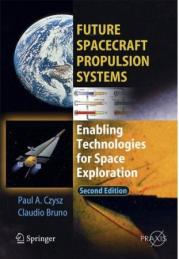 FUTURE
SPACECRAFT
PROPULSION
SYSTEMS
Enabling
Technologies
for Space
Exploration
Second Edition
Paul A. Czysz
Claudio Bruno
Springer
PRAXIS